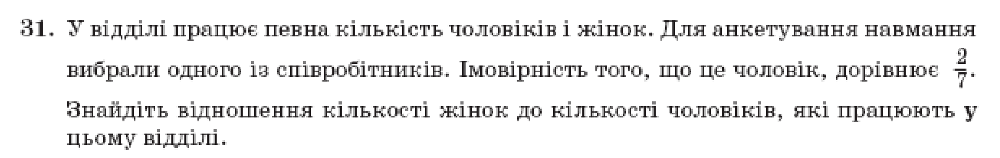 31. У відділі працює певна кількість чоловіків і жінок. Для анкетування навмання
вибрали одного із співробітників. Імовірність того, що це чоловік, дорівнює 2/7.
Знайдіть відношення кількості жінок до кількості чоловіків, які працюють у
цьому відділі.